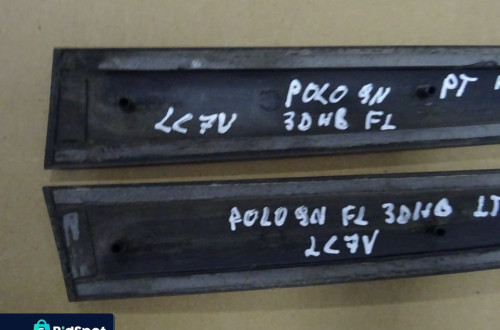 POLO 9N PT
LC7V 3DHB FL
POLO 9N FL 3DHB LT
LC7V